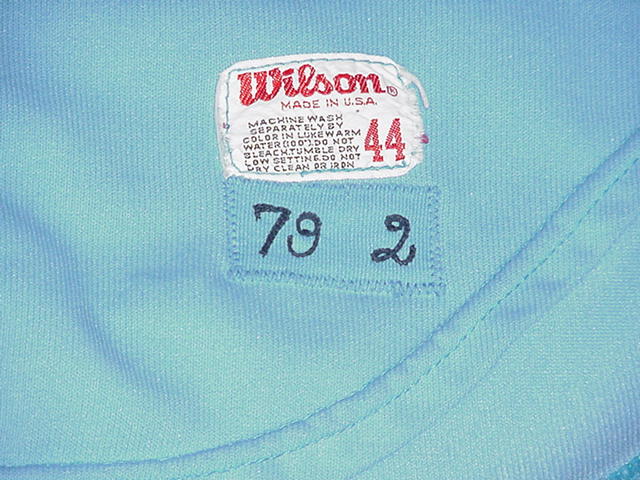 Wilson®
MADE IN U.S.A.
MACHINE WASH
SEPARATELY BY
COLOR IN LUKEWARM
WATER(100°).DO NOT
BLEACH.TUMBLE DRY
LOW SETTING.DO NOT
DRY CLEAN OR IRON
44
79 2